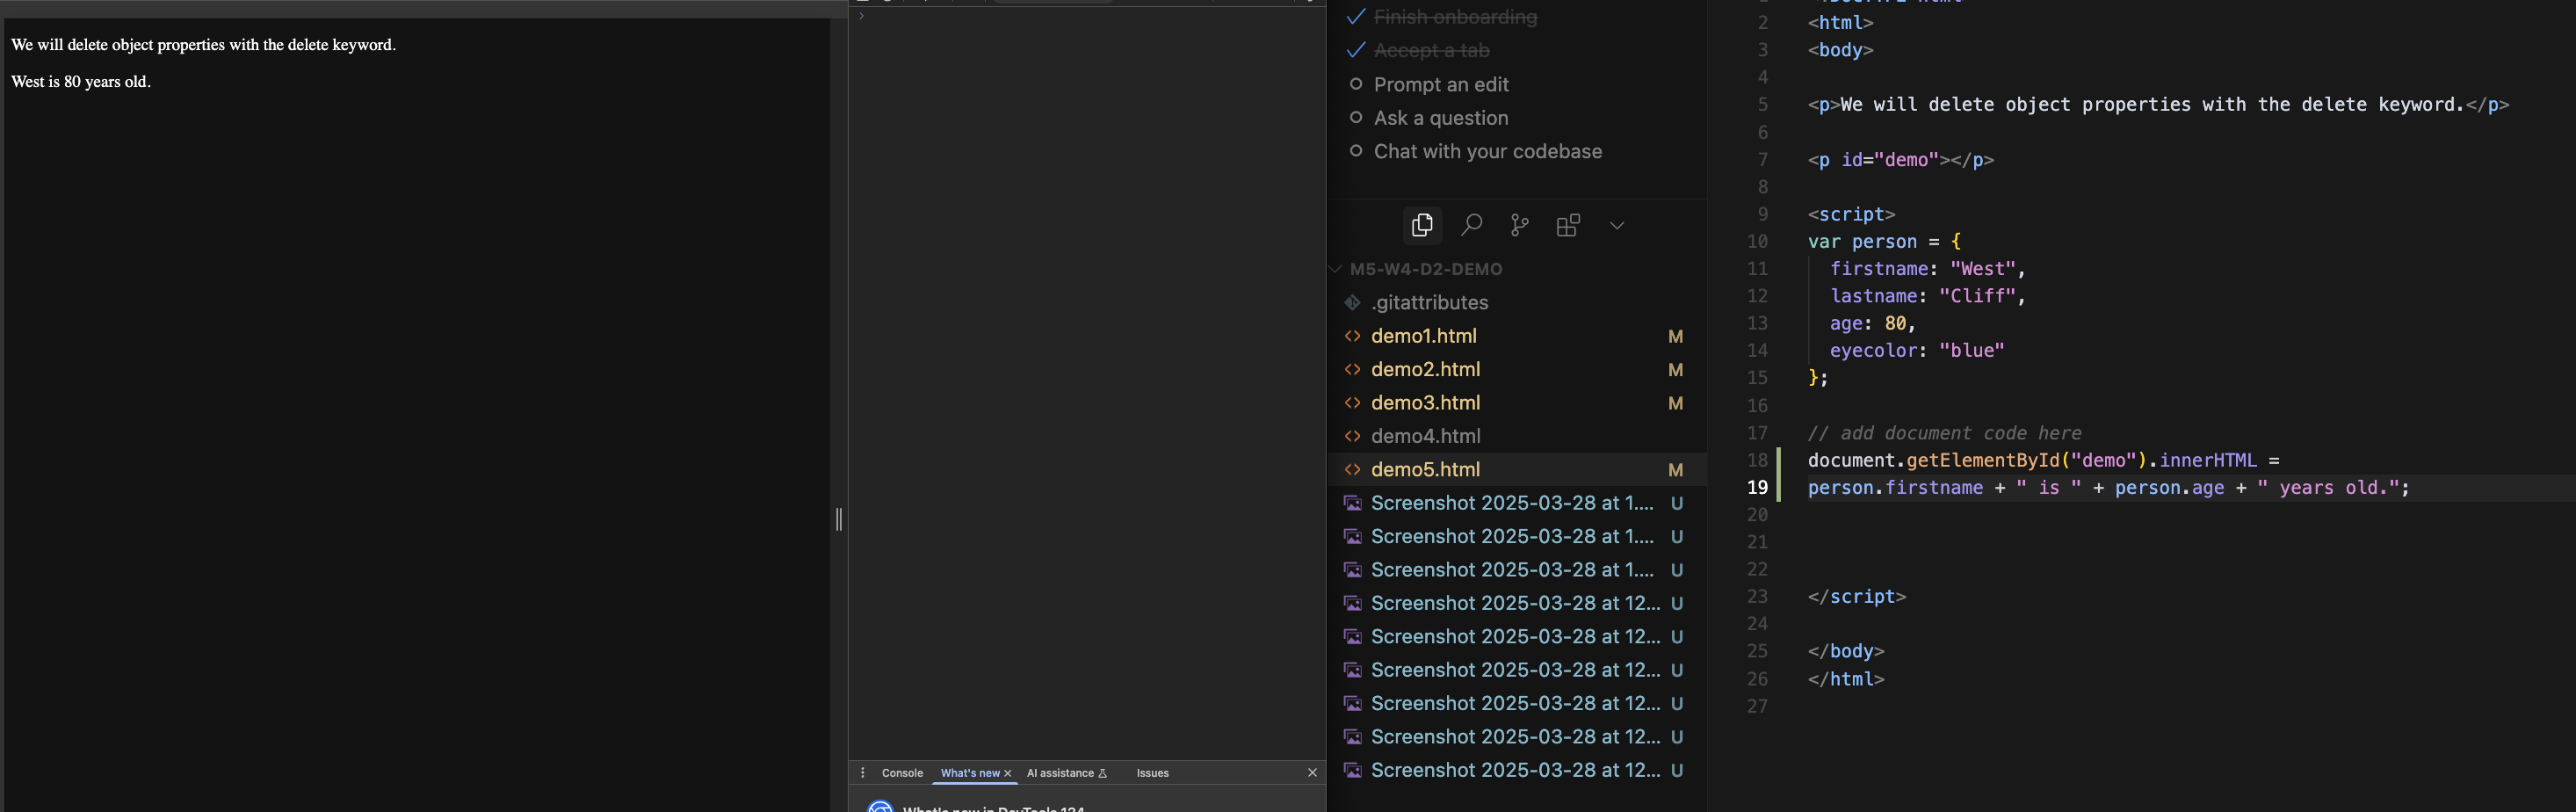 We will delete object properties with the delete keyword.
West is 80 years old.
Console
What's new
AI assistance
Issues
What's new in DevTools 134
Finish onboarding
Accept a tab
Prompt an edit
Ask a question
Chat with your codebase
M5-W4-D2-DEMO
.gitattributes
demo1.html M
demo2.html M
demo3.html M
demo4.html
demo5.html M
Screenshot 2025-03-28 at 1.... U
Screenshot 2025-03-28 at 1.... U
Screenshot 2025-03-28 at 1.... U
Screenshot 2025-03-28 at 12... U
Screenshot 2025-03-28 at 12... U
Screenshot 2025-03-28 at 12... U
Screenshot 2025-03-28 at 12... U
Screenshot 2025-03-28 at 12... U
Screenshot 2025-03-28 at 12... U
2 <html>
3 <body>
4
5 <p>We will delete object properties with the delete keyword.</p>
6
7 <p id="demo"></p>
8
9 <script>
10 var person = {
11 firstname: "West",
12 lastname: "Cliff",
13 age: 80,
14 eyecolor: "blue"
15 };
16
17 // add document code here
18 document.getElementById("demo").innerHTML =
19 person.firstname + " is " + person.age + " years old.";
20
21
22
23 </script>
24
25 </body>
26 </html>
27